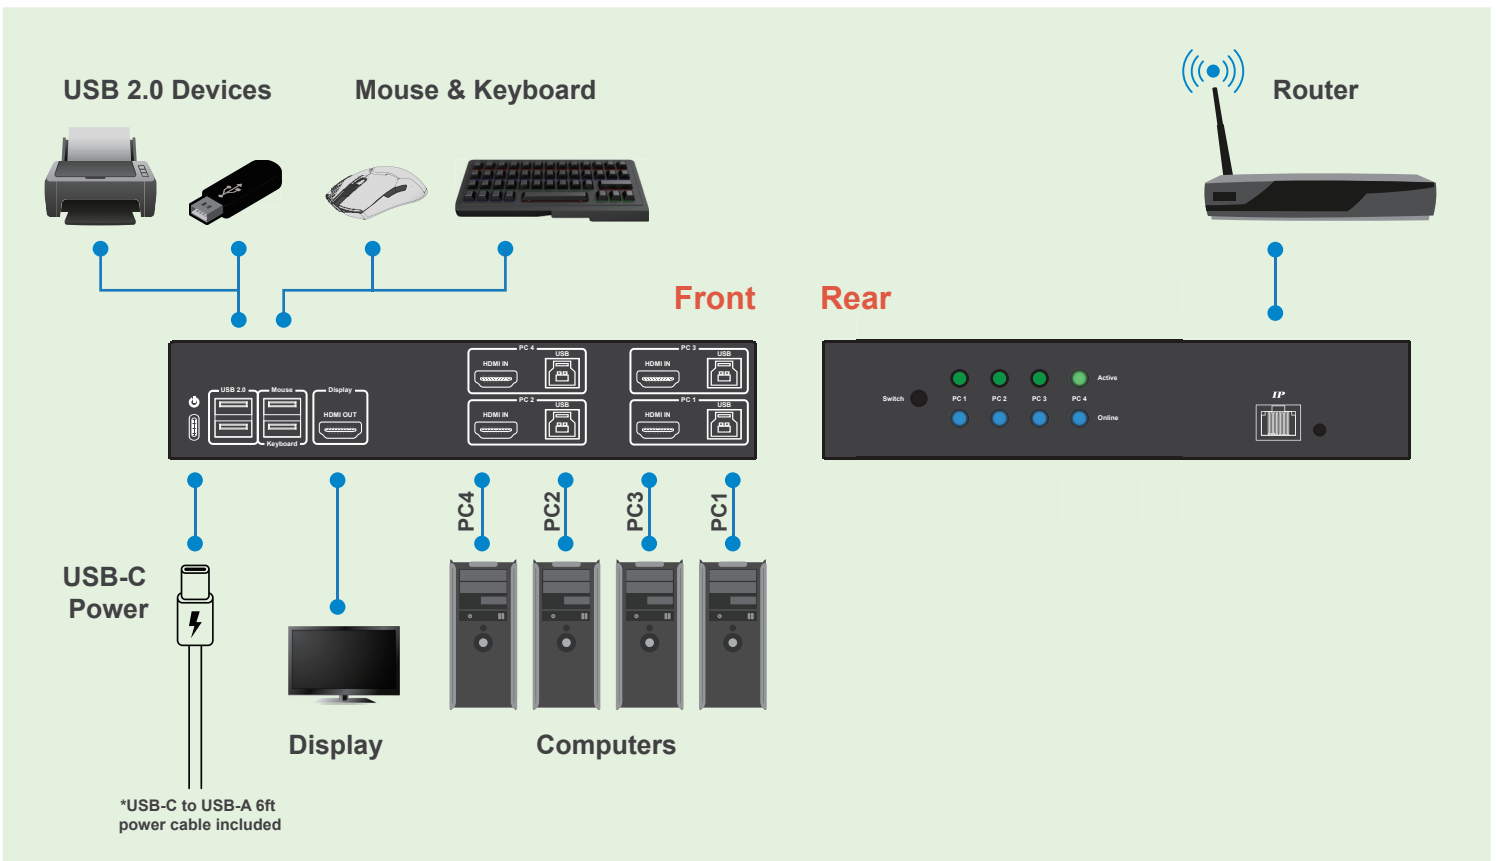 USB 2.0 Devices
Mouse & Keyboard
Router
Front
Rear
PC 4
HDMI IN
USB
PC 3
HDMI IN
USB
USB 2.0
Mouse
Display
HDMI OUT
Keyboard
PC 2
HDMI IN
USB
PC 1
HDMI IN
USB
Active
Switch
PC 1
PC 2
PC 3
PC 4
Online
IP
PC4
PC2
PC3
PC1
USB-C
Power
Display
Computers
*USB-C to USB-A 6ft
power cable included